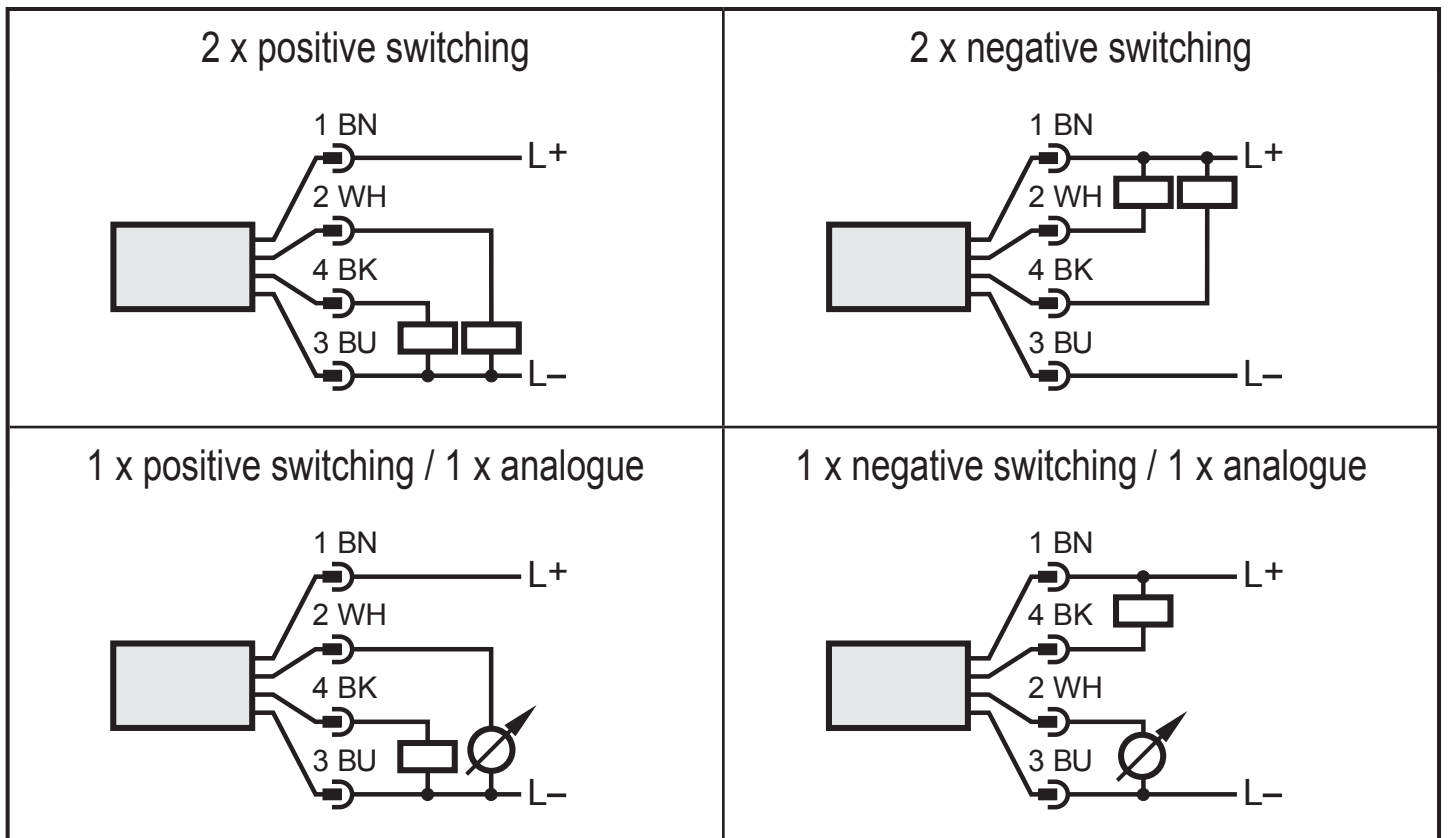 2 x positive switching
1 BN
L+
2 WH
4 BK
3 BU
L–
2 x negative switching
1 BN
L+
2 WH
4 BK
3 BU
L–
1 x positive switching / 1 x analogue
1 BN
L+
2 WH
4 BK
3 BU
L–
1 x negative switching / 1 x analogue
1 BN
L+
4 BK
2 WH
3 BU
L–